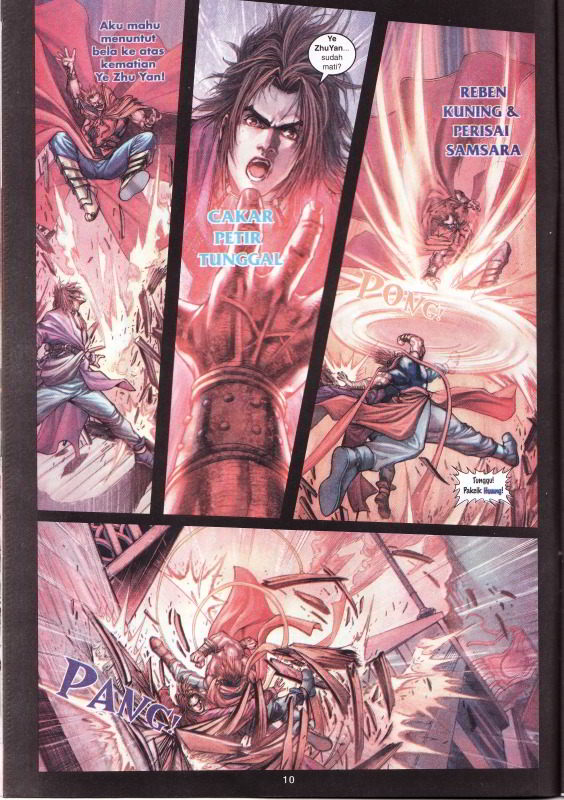 Aku mahu
menuntut
bela ke atas
kematian
Ye Zhu Yan!
Ye
ZhuYan...
sudah
mati?
CAKAR
PETIR
TUNGGAL
REBEN
KUNING &
PERISAI
SAMSARA
PONG!
Tunggu!
Pakcik Huang!
PANG!
10